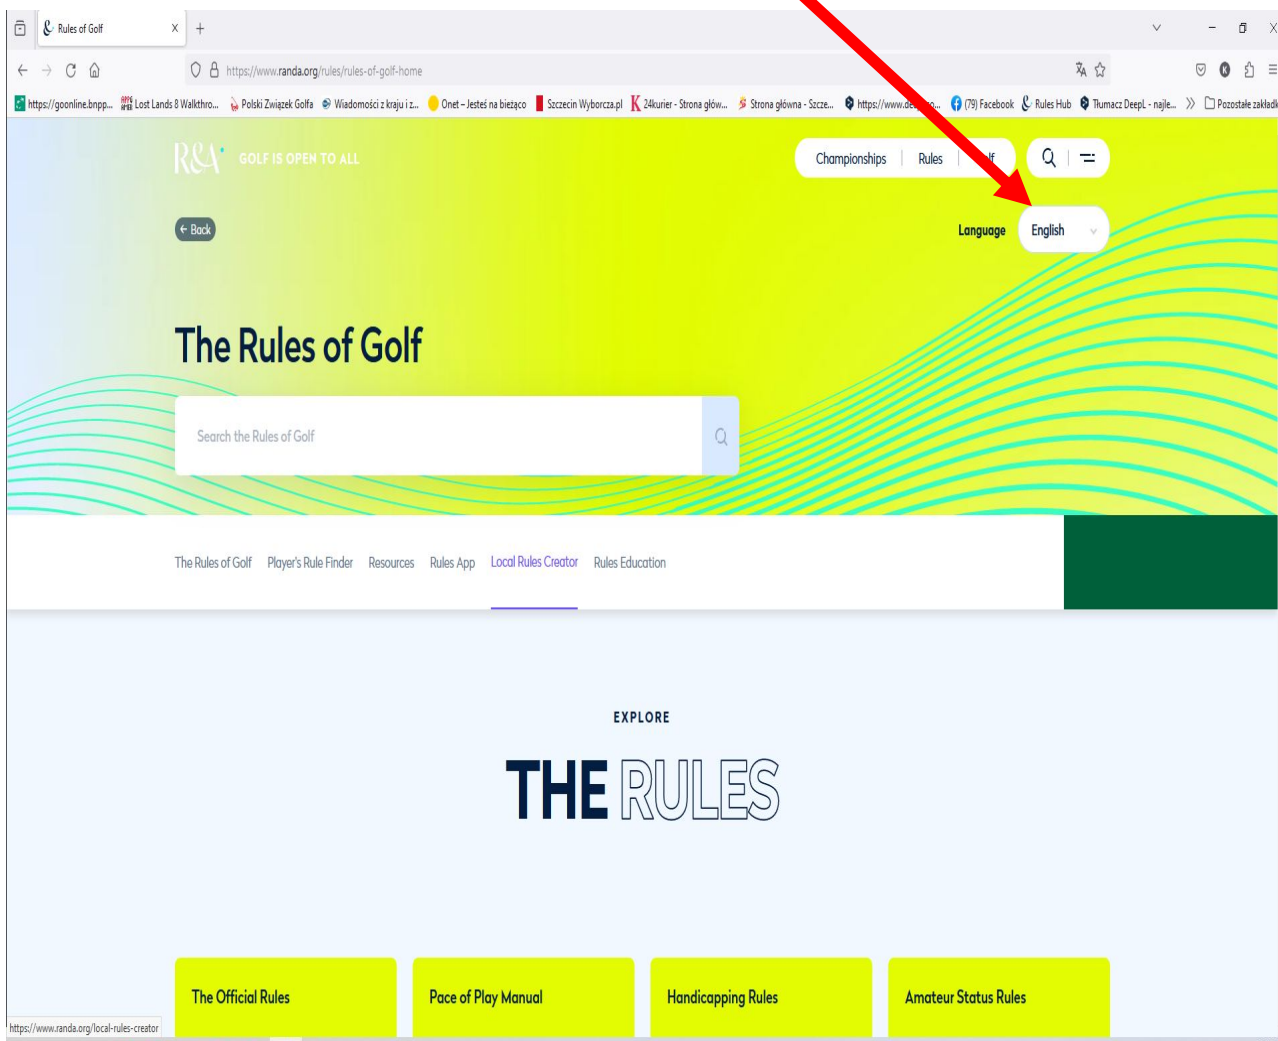 Rules of Golf
https://www.randa.org/rules/rules-of-golf-home
https://goonline.bnpp... Lost Lands 8 Walkthro... Polski Związek Golfa Wiadomości z kraju i z... Onet – Jesteś na bieżąco Szczecin Wyborcza.pl 24kurier - Strona głów... Strona główna - Szcze... (79) Facebook Rules Hub Tłumacz DeepL - najle... Pozostałe zakładk
R&A GOLF IS OPEN TO ALL
Championships Rules
← Back
Language English
The Rules of Golf
Search the Rules of Golf
The Rules of Golf Player's Rule Finder Resources Rules App Local Rules Creator Rules Education
EXPLORE
THE RULES
The Official Rules Pace of Play Manual Handicapping Rules Amateur Status Rules
https://www.randa.org/local-rules-creator